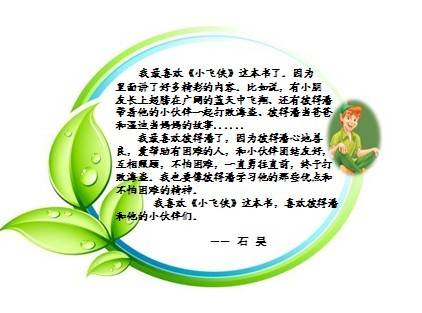 我最喜欢《小飞侠》这本书了。因为
里面讲了好多精彩的内容。比如说，有小朋
友长上翅膀在广阔的蓝天中飞翔、还有彼得潘
带着他的小伙伴一起打败海盗、彼得潘当爸爸
和温迪当妈妈的故事......
我最喜欢彼得潘了，因为彼得潘心地善
良，爱帮助有困难的人，和小伙伴团结友好，
互相照顾，不怕困难，一直勇往直前，终于打
败海盗。我也要像彼得潘学习他的那些优点和
不怕困难的精神。
我喜欢《小飞侠》这本书，喜欢彼得潘
和他的小伙伴们。
—— 石 昊